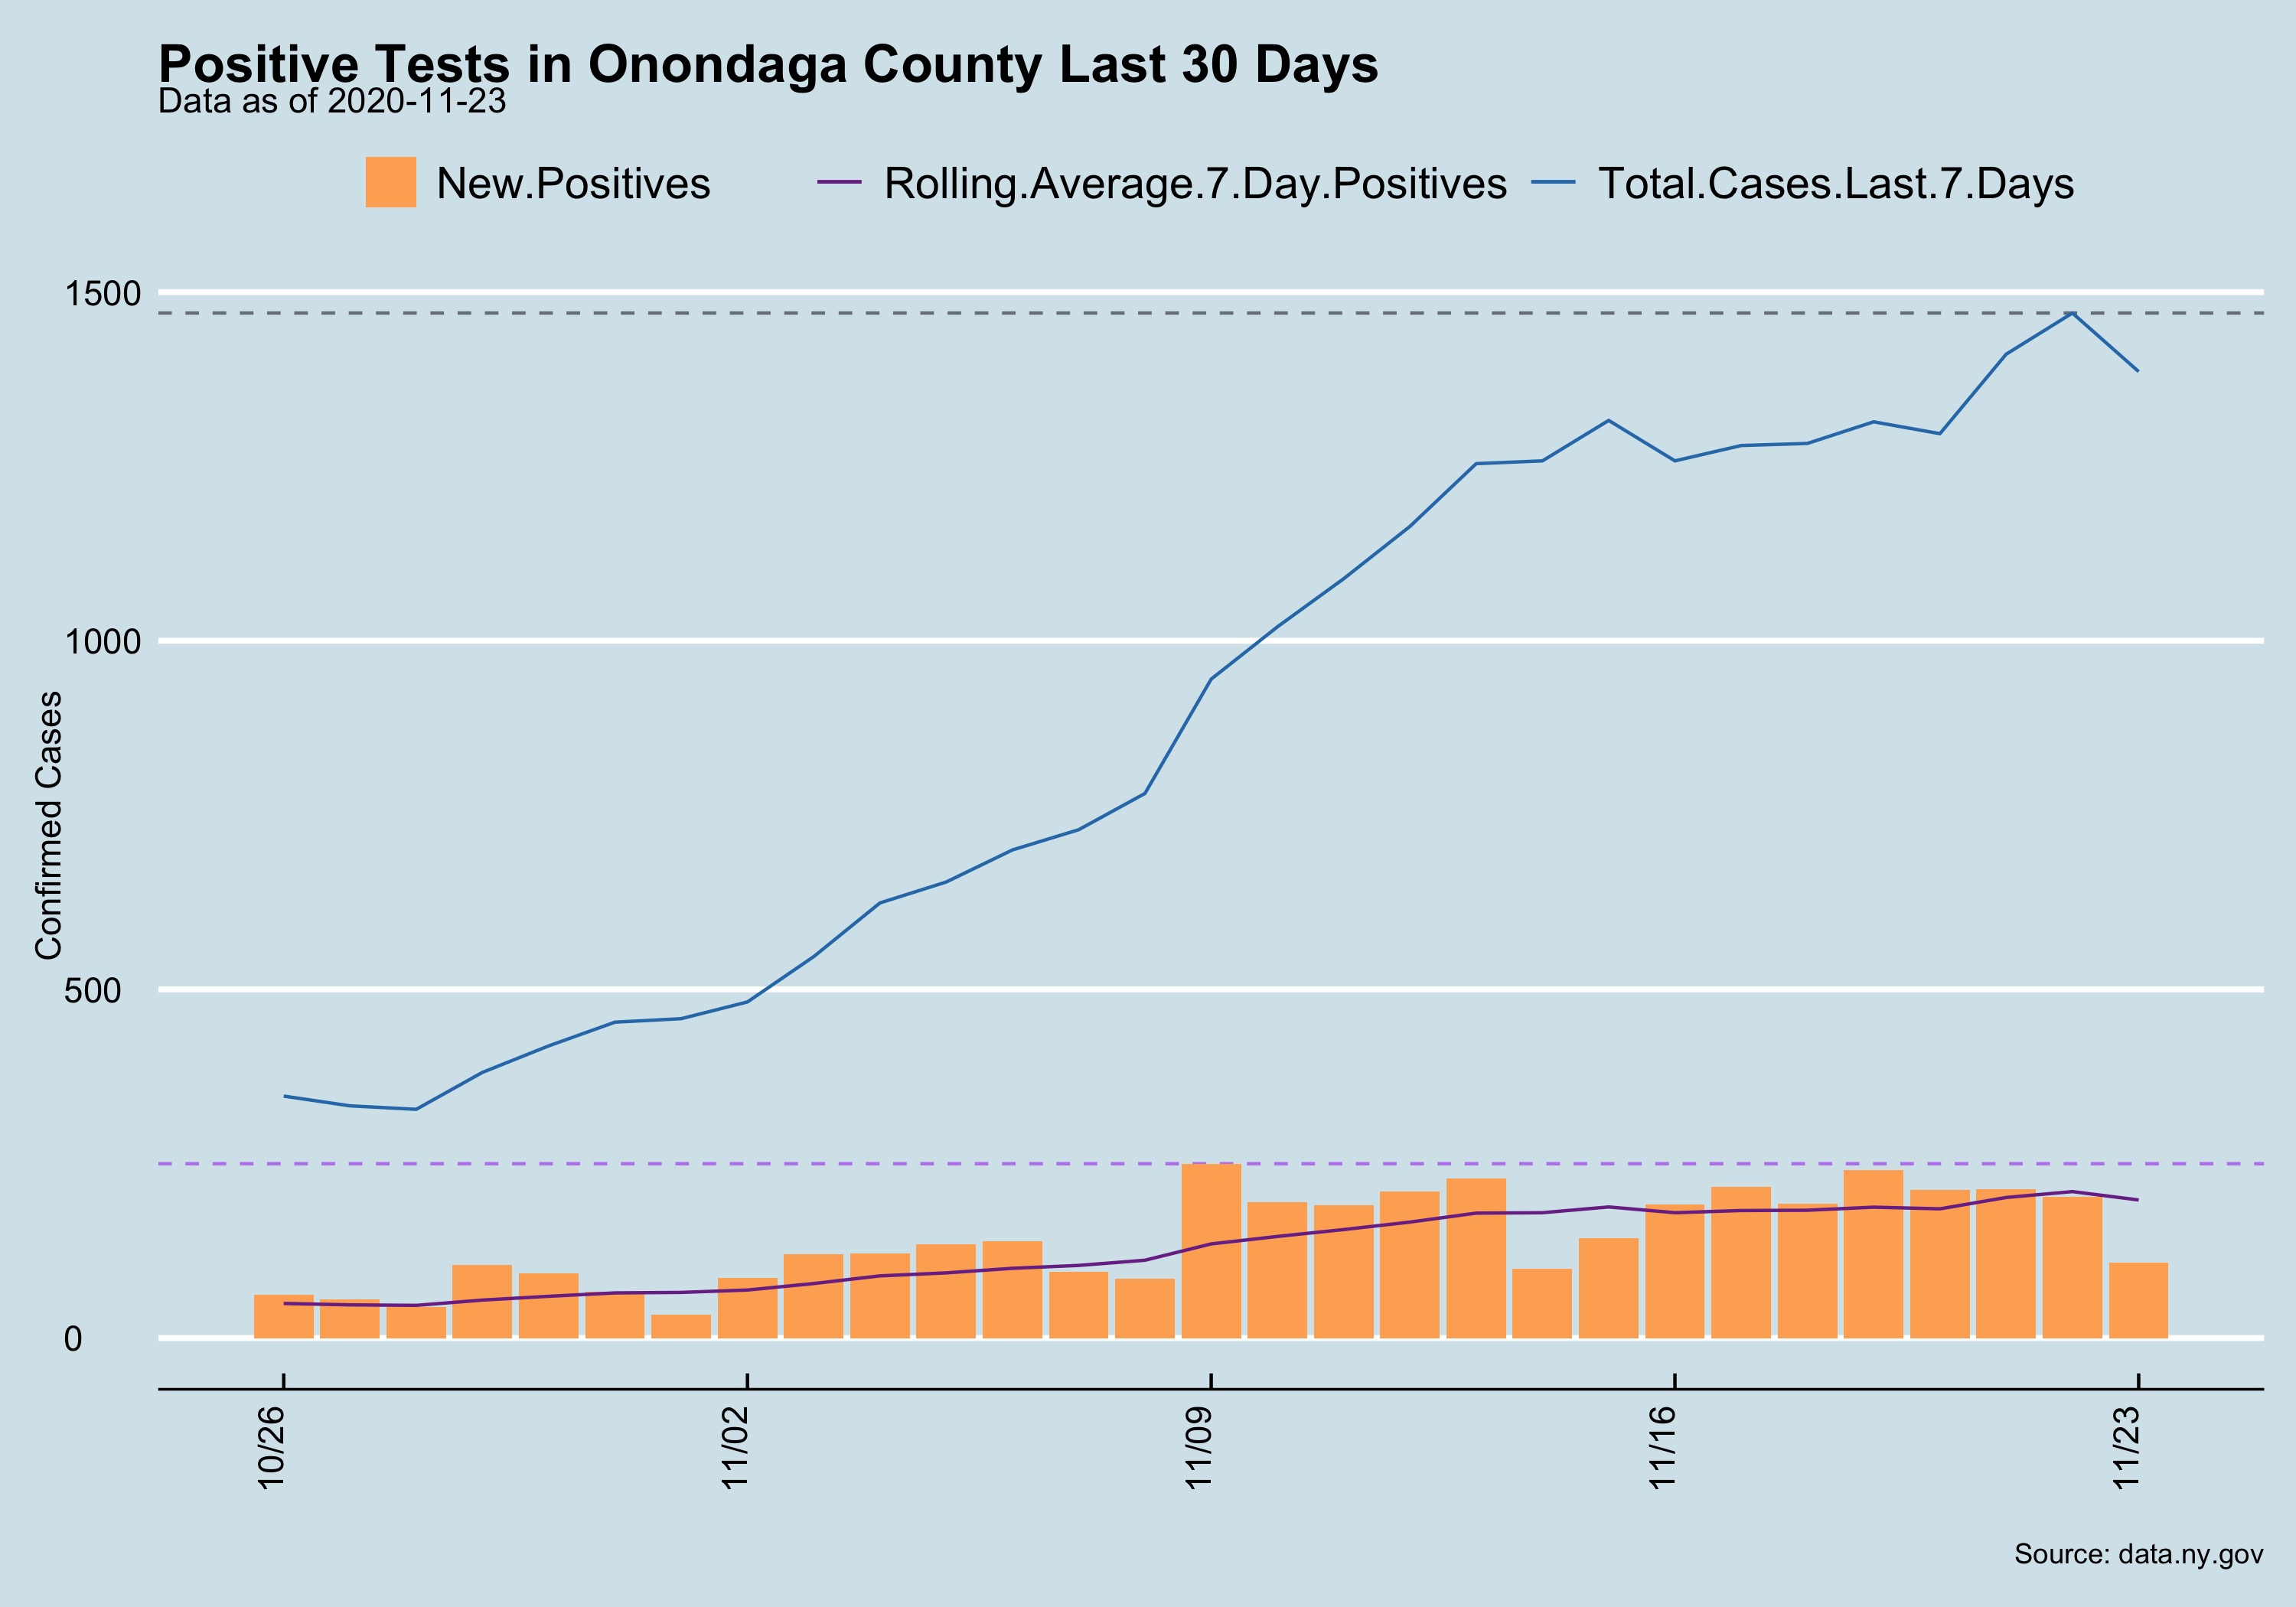 Positive Tests in Onondaga County Last 30 Days
Data as of 2020-11-23
New.Positives
Rolling.Average.7.Day.Positives
Total.Cases.Last.7.Days
1500
1000
500
0
Confirmed Cases
10/26
11/02
11/09
11/16
11/23
Source: data.ny.gov